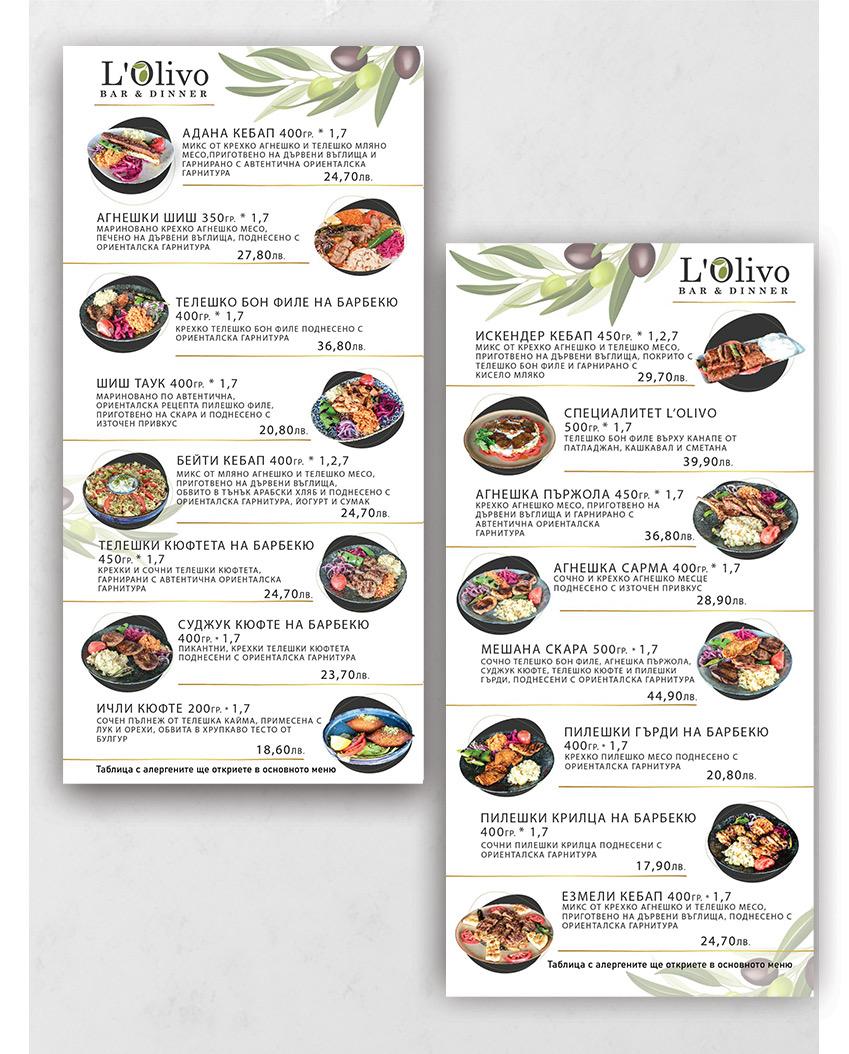 L'Olivo
BAR & DINNER
АДАНА КЕБАП 400ГР. * 1,7
МИКС ОТ КРЕХКО АГНЕШКО И ТЕЛЕШКО МЛЯНО
МЕСО,ПРИГОТВЕНО НА ДЪРВЕНИ ВЪГЛИЩА И
ГАРНИРАНО С АВТЕНТИЧНА ОРИЕНТАЛСКА
ГАРНИТУРА
24,70лв.
АГНЕШКИ ШИШ 350ГР. * 1,7
МАРИНОВАНО КРЕХКО АГНЕШКО МЕСО,
ПЕЧЕНО НА ДЪРВЕНИ ВЪГЛИЩА, ПОДНЕСЕНО С
ОРИЕНТАЛСКА ГАРНИТУРА
27,80лв.
ТЕЛЕШКО БОН ФИЛЕ НА БАРБЕКЮ
400ГР. * 1,7
КРЕХКО ТЕЛЕШКО БОН ФИЛЕ ПОДНЕСЕНО С
ОРИЕНТАЛСКА ГАРНИТУРА
36,80лв.
ШИШ ТАУК 400ГР. * 1,7
МАРИНОВАНО ПО АВТЕНТИЧНА,
ОРИЕНТАЛСКА РЕЦЕПТА ПИЛЕШКО ФИЛЕ,
ПРИГОТВЕНО НА СКАРА И ПОДНЕСЕНО С
ИЗТОЧЕН ПРИВКУС
20,80лв.
БЕЙТИ КЕБАП 400ГР. * 1,2,7
МИКС ОТ МЛЯНО АГНЕШКО И ТЕЛЕШКО МЕСО,
ПРИГОТВЕНО НА ДЪРВЕНИ ВЪГЛИЩА,
ОБВИТО В ТЪНЪК АРАБСКИ ХЛЯБ И ПОДНЕСЕНО С
ОРИЕНТАЛСКА ГАРНИТУРА, ЙОГУРТ И СУМАК
24,70лв.
ТЕЛЕШКИ КЮФТЕТА НА БАРБЕКЮ
450ГР. * 1,7
КРЕХКИ И СОЧНИ ТЕЛЕШКИ КЮФТЕТА,
ГАРНИРАНИ С АВТЕНТИЧНА ОРИЕНТАЛСКА
ГАРНИТУРА
24,70лв.
СУДЖУК КЮФТЕ НА БАРБЕКЮ
400ГР. * 1,7
ПИКАНТНИ, КРЕХКИ ТЕЛЕШКИ КЮФТЕТА
ПОДНЕСЕНИ С ОРИЕНТАЛСКА ГАРНИТУРА
23,70лв.
ИЧЛИ КЮФТЕ 200ГР. * 1,7
СОЧЕН ПЪЛНЕЖ ОТ ТЕЛЕШКА КАЙМА, ПРИМЕСЕНА С
ЛУК И ОРЕХИ, ОБВИТА В ХРУПКАВО ТЕСТО ОТ
БУЛГУР
18,60лв.
Таблица с алергените ще откриете в основното меню
L'Olivo
BAR & DINNER
ИСКЕНДЕР КЕБАП 450ГР. * 1,2,7
МИКС ОТ КРЕХКО АГНЕШКО И ТЕЛЕШКО МЕСО,
ПРИГОТВЕНО НА ДЪРВЕНИ ВЪГЛИЩА, ПОКРИТО С
ТЕЛЕШКО БОН ФИЛЕ И ГАРНИРАНО С
КИСЕЛО МЛЯКО
29,70лв.
СПЕЦИАЛИТЕТ L'OLIVO
500ГР. * 1,7
ТЕЛЕШКО БОН ФИЛЕ ВЪРХУ КАНАПЕ ОТ
ПАТЛАДЖАН, КАШКАВАЛ И СМЕТАНА
39,90лв.
АГНЕШКА ПЪРЖОЛА 450ГР. * 1,7
КРЕХКО АГНЕШКО МЕСО, ПРИГОТВЕНО НА
ДЪРВЕНИ ВЪГЛИЩА И ГАРНИРАНО С
АВТЕНТИЧНА ОРИЕНТАЛСКА
ГАРНИТУРА
36,80лв.
АГНЕШКА САРМА 400ГР. * 1,7
СОЧНО И КРЕХКО АГНЕШКО МЕСЦЕ
ПОДНЕСЕНО С ИЗТОЧЕН ПРИВКУС
28,90лв.
МЕШАНА СКАРА 500ГР. * 1,7
СОЧНО ТЕЛЕШКО БОН ФИЛЕ, АГНЕШКА ПЪРЖОЛА,
СУДЖУК КЮФТЕ, ТЕЛЕШКО КЮФТЕ И ПИЛЕШКИ
ГЪРДИ, ПОДНЕСЕНИ С ОРИЕНТАЛСКА ГАРНИТУРА
44,90лв.
ПИЛЕШКИ ГЪРДИ НА БАРБЕКЮ
400ГР. * 1,7
КРЕХКО ПИЛЕШКО МЕСО ПОДНЕСЕНО С
ОРИЕНТАЛСКА ГАРНИТУРА
20,80лв.
ПИЛЕШКИ КРИЛЦА НА БАРБЕКЮ
400ГР. * 1,7
СОЧНИ ПИЛЕШКИ КРИЛЦА ПОДНЕСЕНИ С
ОРИЕНТАЛСКА ГАРНИТУРА
17,90лв.
ЕЗМЕЛИ КЕБАП 400ГР. * 1,7
МИКС ОТ КРЕХКО АГНЕШКО И ТЕЛЕШКО МЕСО,
ПРИГОТВЕНО НА ДЪРВЕНИ ВЪГЛИЩА, ПОДНЕСЕНО С
ОРИЕНТАЛСКА ГАРНИТУРА
24,70лв.
Таблица с алергените ще откриете в основното меню